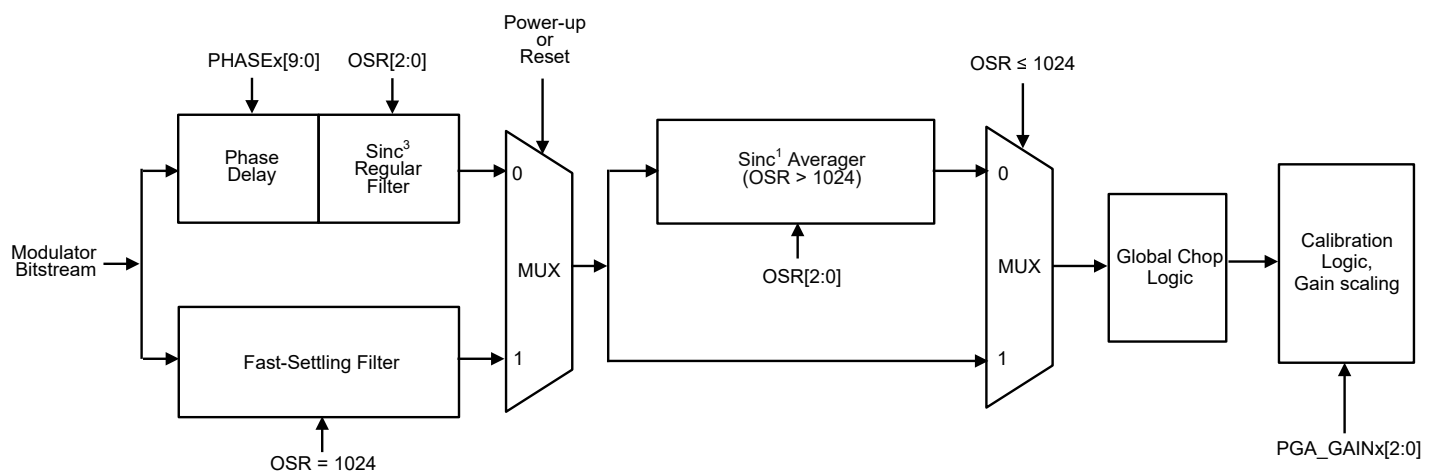 Power-up
or
Reset
PHASEx[9:0]
OSR[2:0]
OSR ≤ 1024
Phase
Delay
Sinc³
Regular
Filter
0
Sinc¹ Averager
(OSR > 1024)
0
Modulator
Bitstream
MUX
OSR[2:0]
MUX
Global Chop
Logic
Calibration
Logic,
Gain scaling
Fast-Settling Filter
1
1
OSR = 1024
PGA_GAINx[2:0]